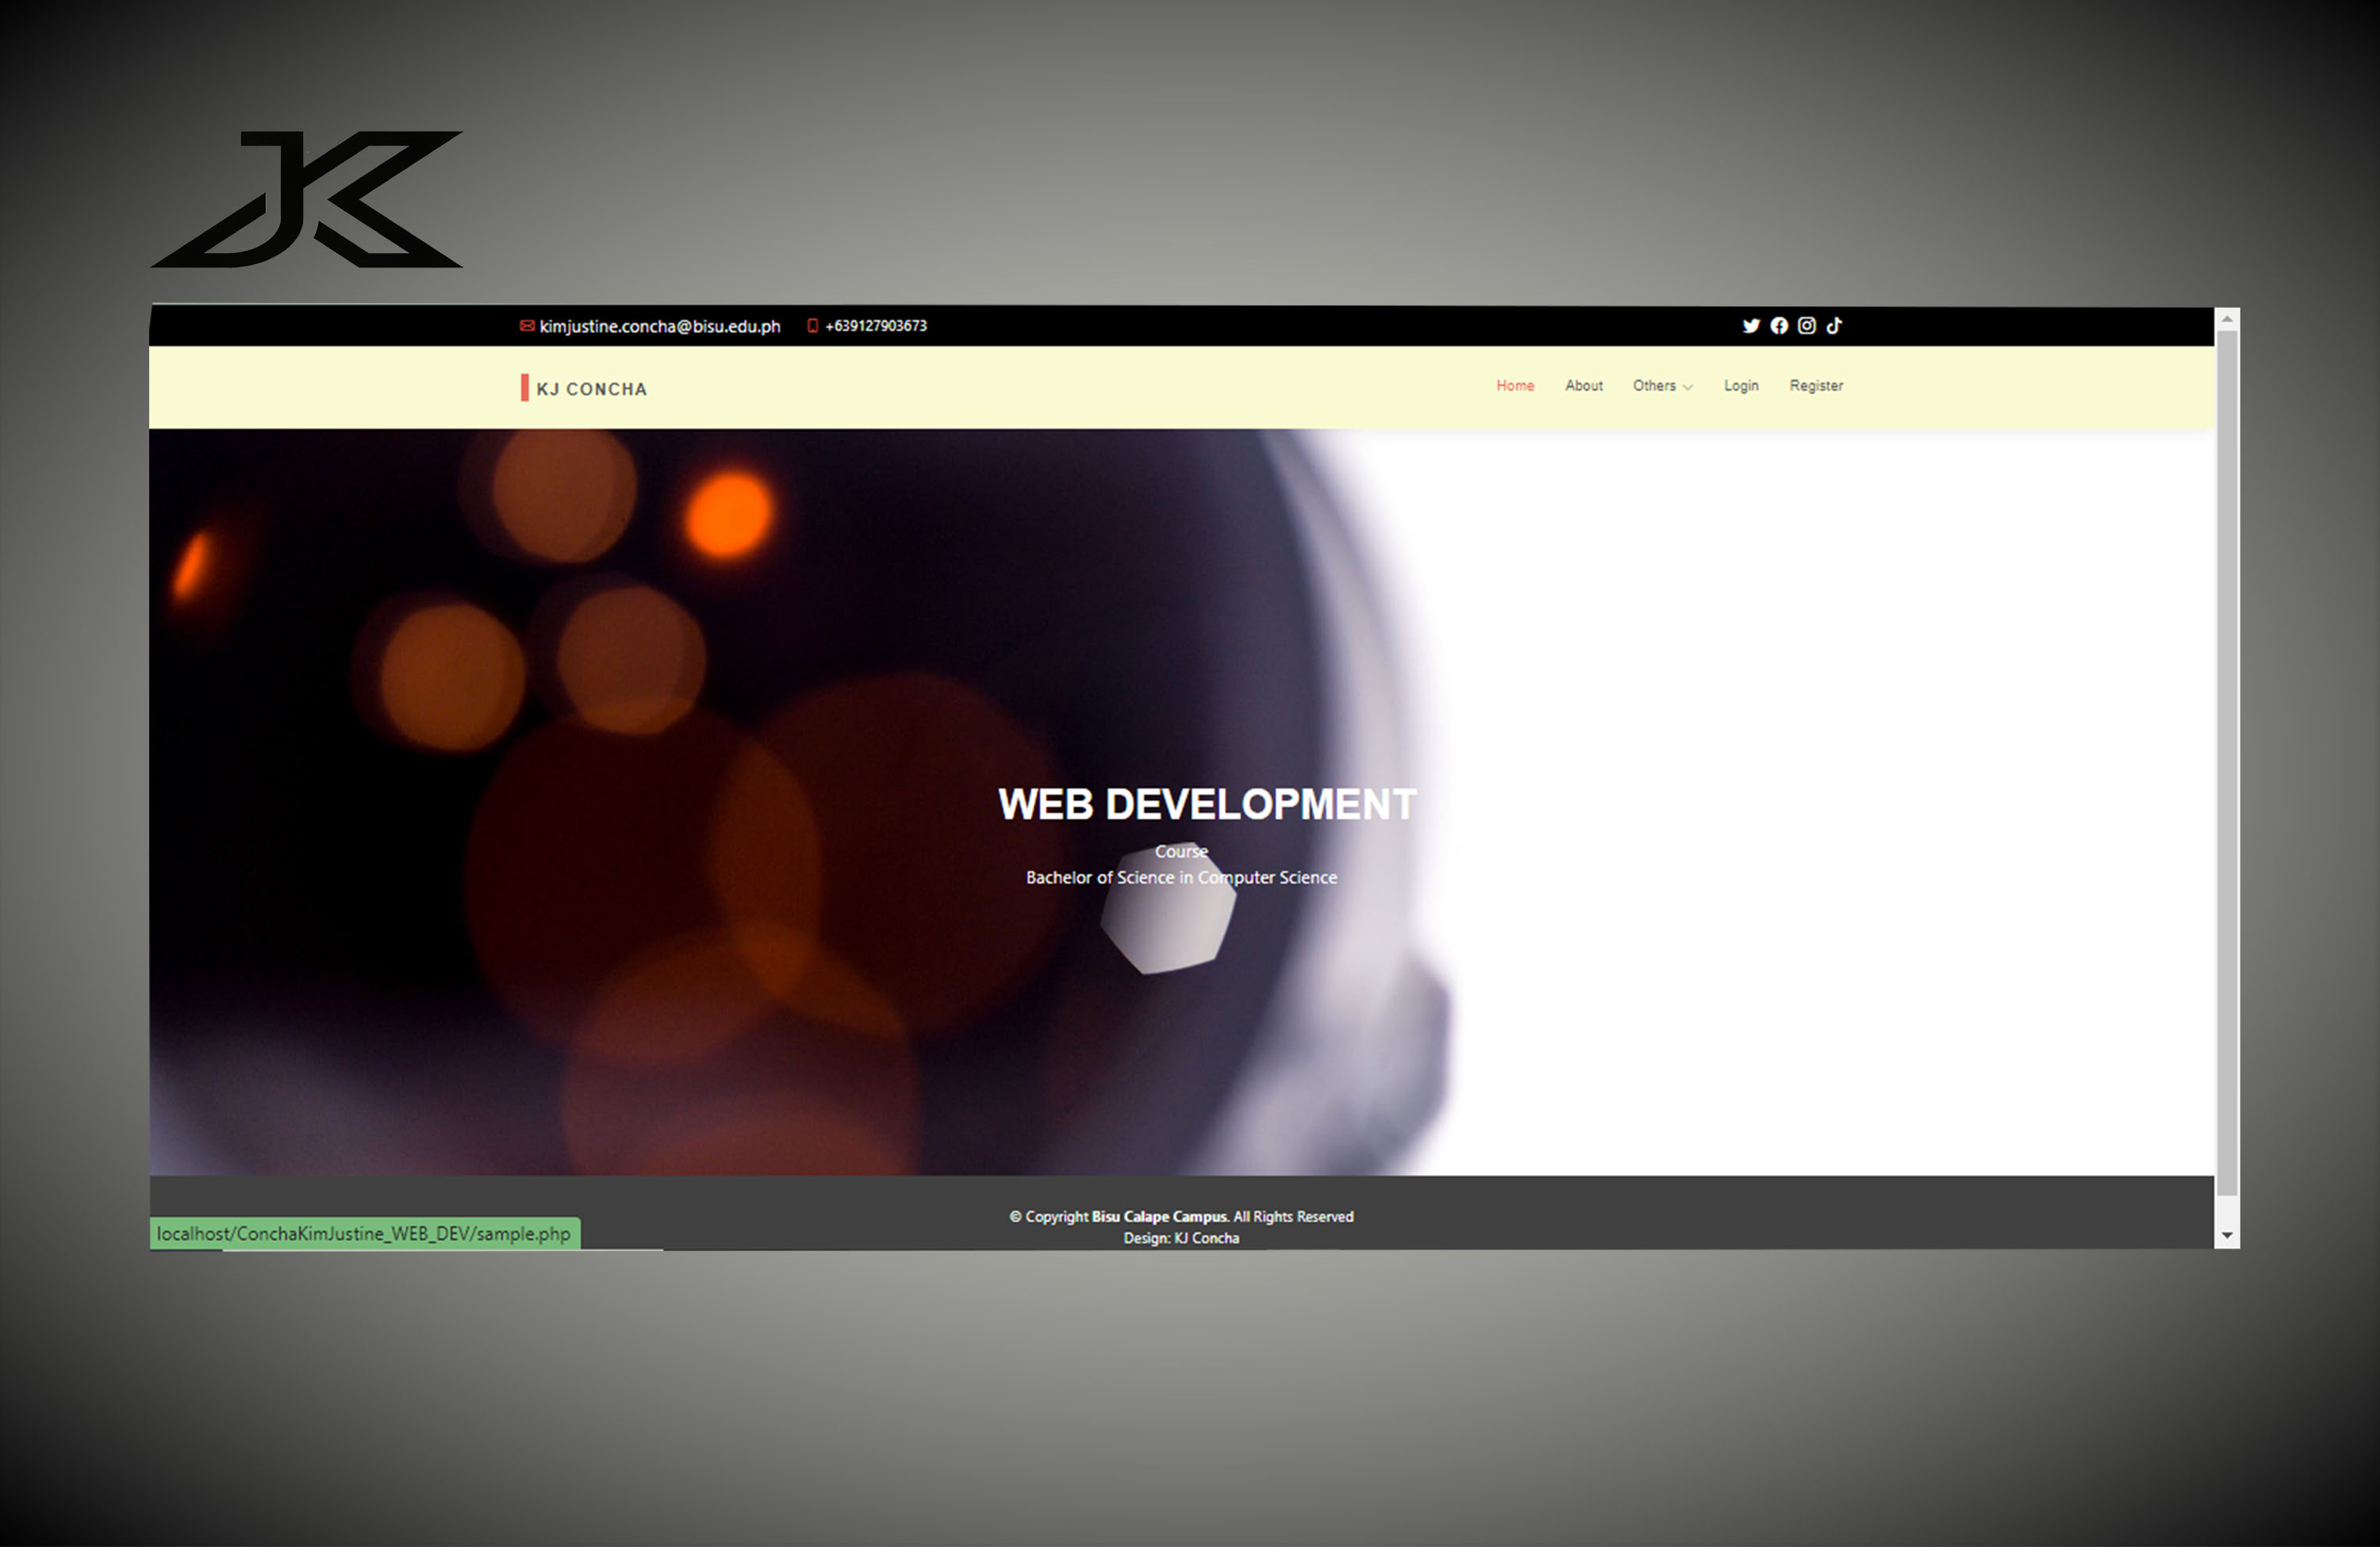 JK
kimjustine.concha@bisu.edu.ph +639127903673
KJ CONCHA
Home About Others Login Register
WEB DEVELOPMENT
Course
Bachelor of Science in Computer Science
© Copyright Bisu Calape Campus. All Rights Reserved
Design: KJ Concha
localhost/ConchaKimJustine_WEB_DEV/sample.php